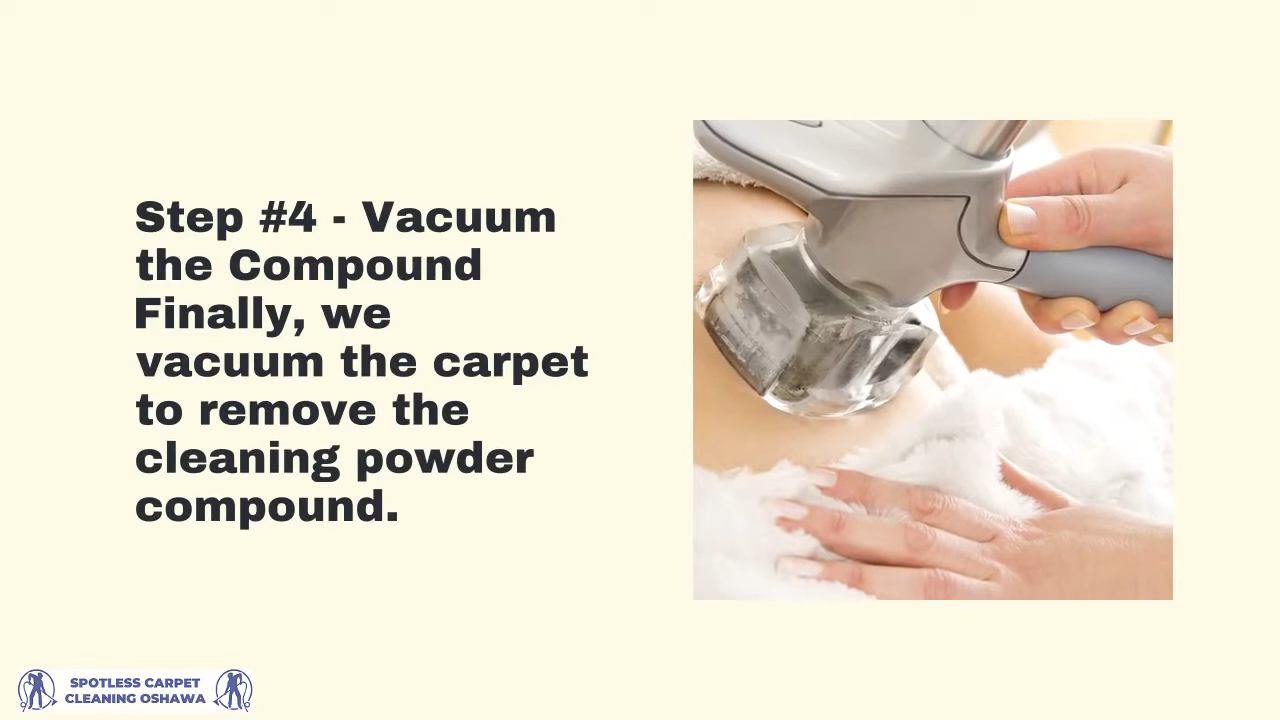 Step #4 - Vacuum
the Compound
Finally, we
vacuum the carpet
to remove the
cleaning powder
compound.
SPOTLESS CARPET
CLEANING OSHAWA